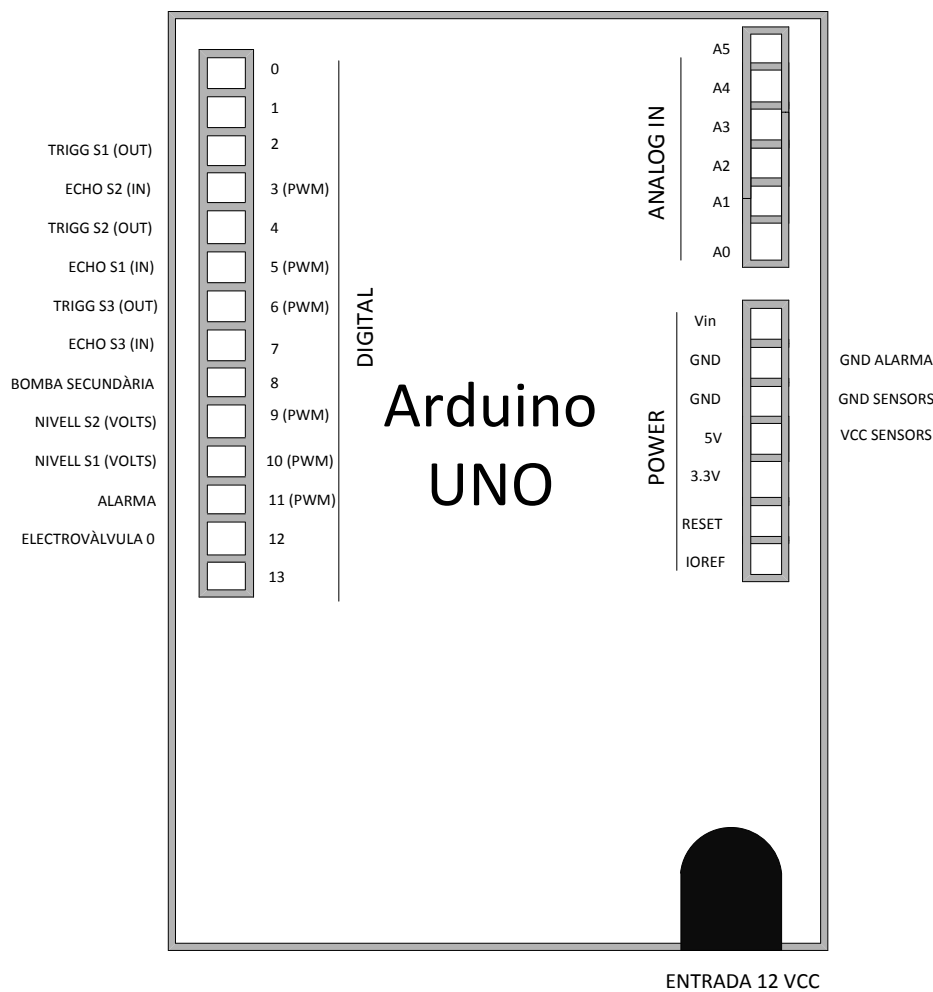 0
1
TRIGG S1 (OUT) 2
ECHO S2 (IN) 3 (PWM)
TRIGG S2 (OUT) 4
ECHO S1 (IN) 5 (PWM)
TRIGG S3 (OUT) 6 (PWM)
ECHO S3 (IN) 7
BOMBA SECUNDÀRIA 8
NIVELL S2 (VOLTS) 9 (PWM)
NIVELL S1 (VOLTS) 10 (PWM)
ALARMA 11 (PWM)
ELECTROVÀLVULA 0 12
13
DIGITAL
Arduino
UNO
ANALOG IN
A5
A4
A3
A2
A1
A0
POWER
Vin
GND GND ALARMA
GND GND SENSORS
5V VCC SENSORS
3.3V
RESET
IOREF
ENTRADA 12 VCC